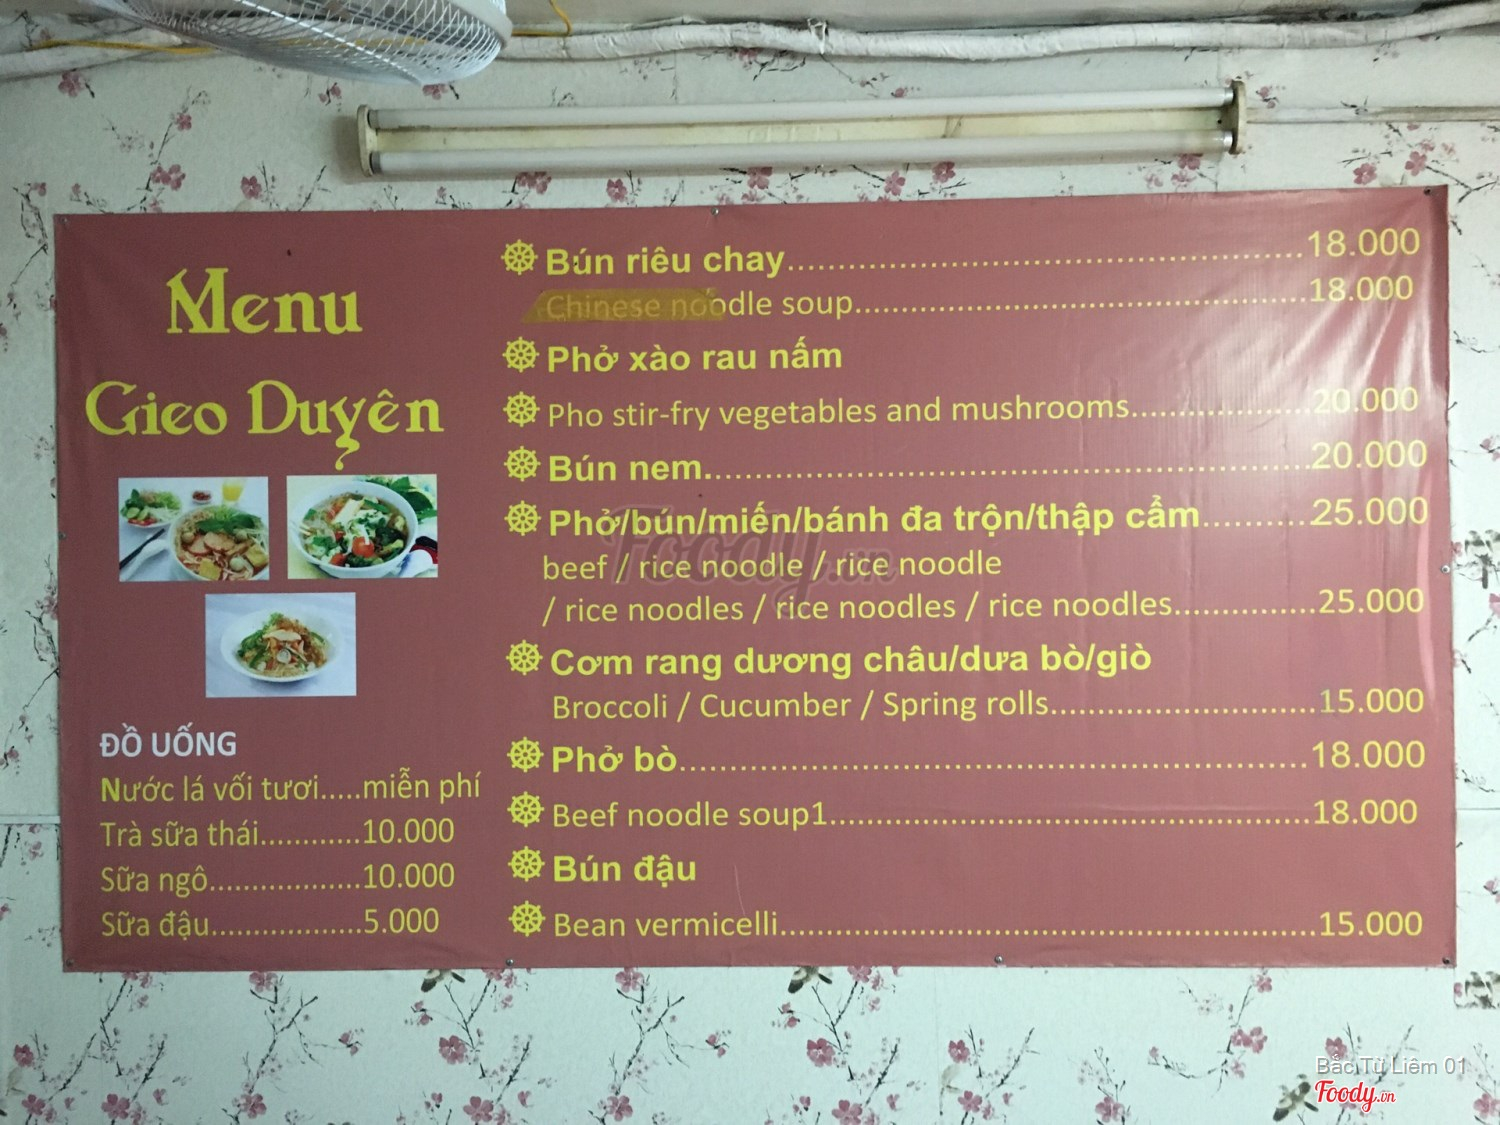 Menu
Gieo Duyên
ĐỒ UỐNG
Nước lá vối tươi.....miễn phí
Trà sữa thái............10.000
Sữa ngô..................10.000
Sữa đậu..................5.000
Bún riêu chay..........................................18.000
Chinese noodle soup..........................................18.000
Phở xào rau nấm
Pho stir-fry vegetables and mushrooms................20.000
Bún nem..................................................20.000
Phở/bún/miến/bánh đa trộn/thập cẩm..........25.000
beef / rice noodle / rice noodle
/ rice noodles / rice noodles / rice noodles...............25.000
Cơm rang dương châu/dưa bò/giò
Broccoli / Cucumber / Spring rolls............................15.000
Phở bò....................................................18.000
Beef noodle soup1................................................18.000
Bún đậu
Bean vermicelli......................................................15.000
Foody.vn
Bắc Từ Liêm 01
Foody.vn